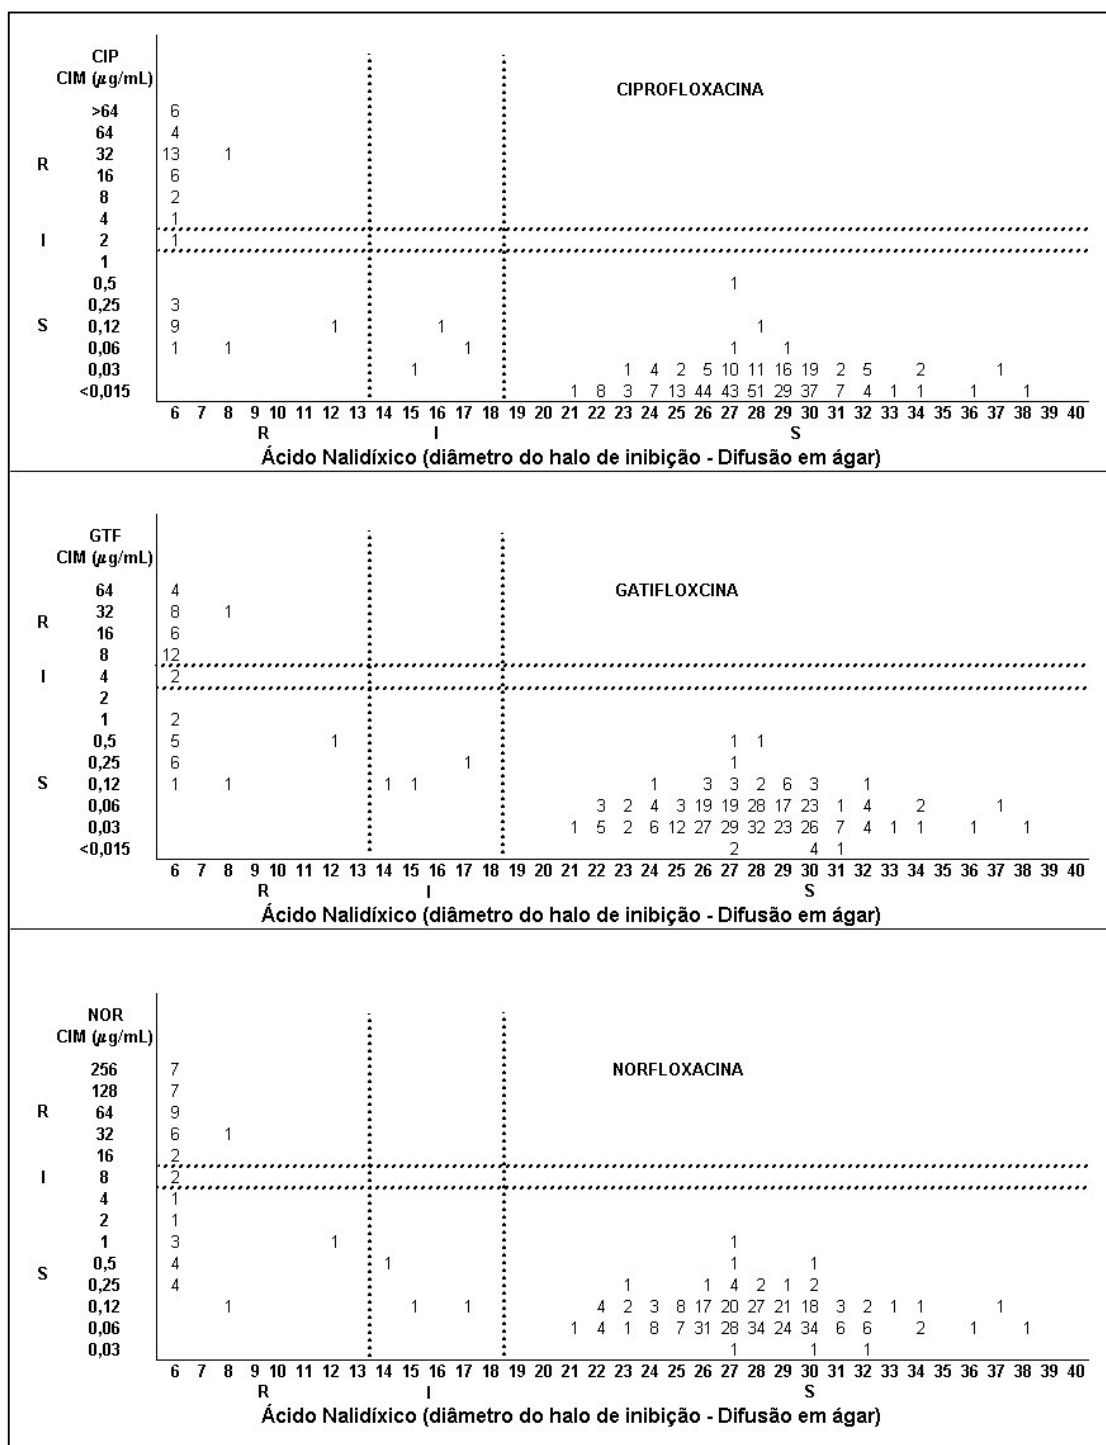 CIP
CIM (µg/mL)
CIPROFLOXACINA
>64 6
64 4
R 32 13 1
16 6
8 2
4 1
I 2 1
1
0,5 1
0,25 3
S 0,12 9 1 1 1
0,06 1 1 1 1 1
0,03 1 1 4 2 5 10 11 16 19 2 5 2 1
<0,015 1 8 3 7 13 44 43 51 29 37 7 4 1 1 1 1
6 7 8 9 10 11 12 13 14 15 16 17 18 19 20 21 22 23 24 25 26 27 28 29 30 31 32 33 34 35 36 37 38 39 40
R I S
Ácido Nalidíxico (diâmetro do halo de inibição - Difusão em ágar)
GTF
CIM (µg/mL)
64 4 GATIFLOXCINA
R 32 8 1
16 6
8 12
I 4 2
2
1 2
0,5 5 1 1 1
0,25 6 1 1
S 0,12 1 1 1 1 1 3 3 2 6 3 1
0,06 3 2 4 3 19 19 28 17 23 1 4 2 1
0,03 1 5 2 6 12 27 29 32 23 26 7 4 1 1 1 1
<0,015 2 4 1
6 7 8 9 10 11 12 13 14 15 16 17 18 19 20 21 22 23 24 25 26 27 28 29 30 31 32 33 34 35 36 37 38 39 40
R I S
Ácido Nalidíxico (diâmetro do halo de inibição - Difusão em ágar)
NOR
CIM (µg/mL)
256 7 NORFLOXACINA
128 7
R 64 9
32 6 1
16 2
I 8 2
4 1
2 1
1 3 1 1
0,5 4 1 1 1
S 0,25 4 1 1 4 2 1 2
0,12 1 1 1 4 2 3 8 17 20 27 21 18 3 2 1 1 1
0,06 1 4 1 8 7 31 28 34 24 34 6 6 2 1 1
0,03 1 1 1
6 7 8 9 10 11 12 13 14 15 16 17 18 19 20 21 22 23 24 25 26 27 28 29 30 31 32 33 34 35 36 37 38 39 40
R I S
Ácido Nalidíxico (diâmetro do halo de inibição - Difusão em ágar)